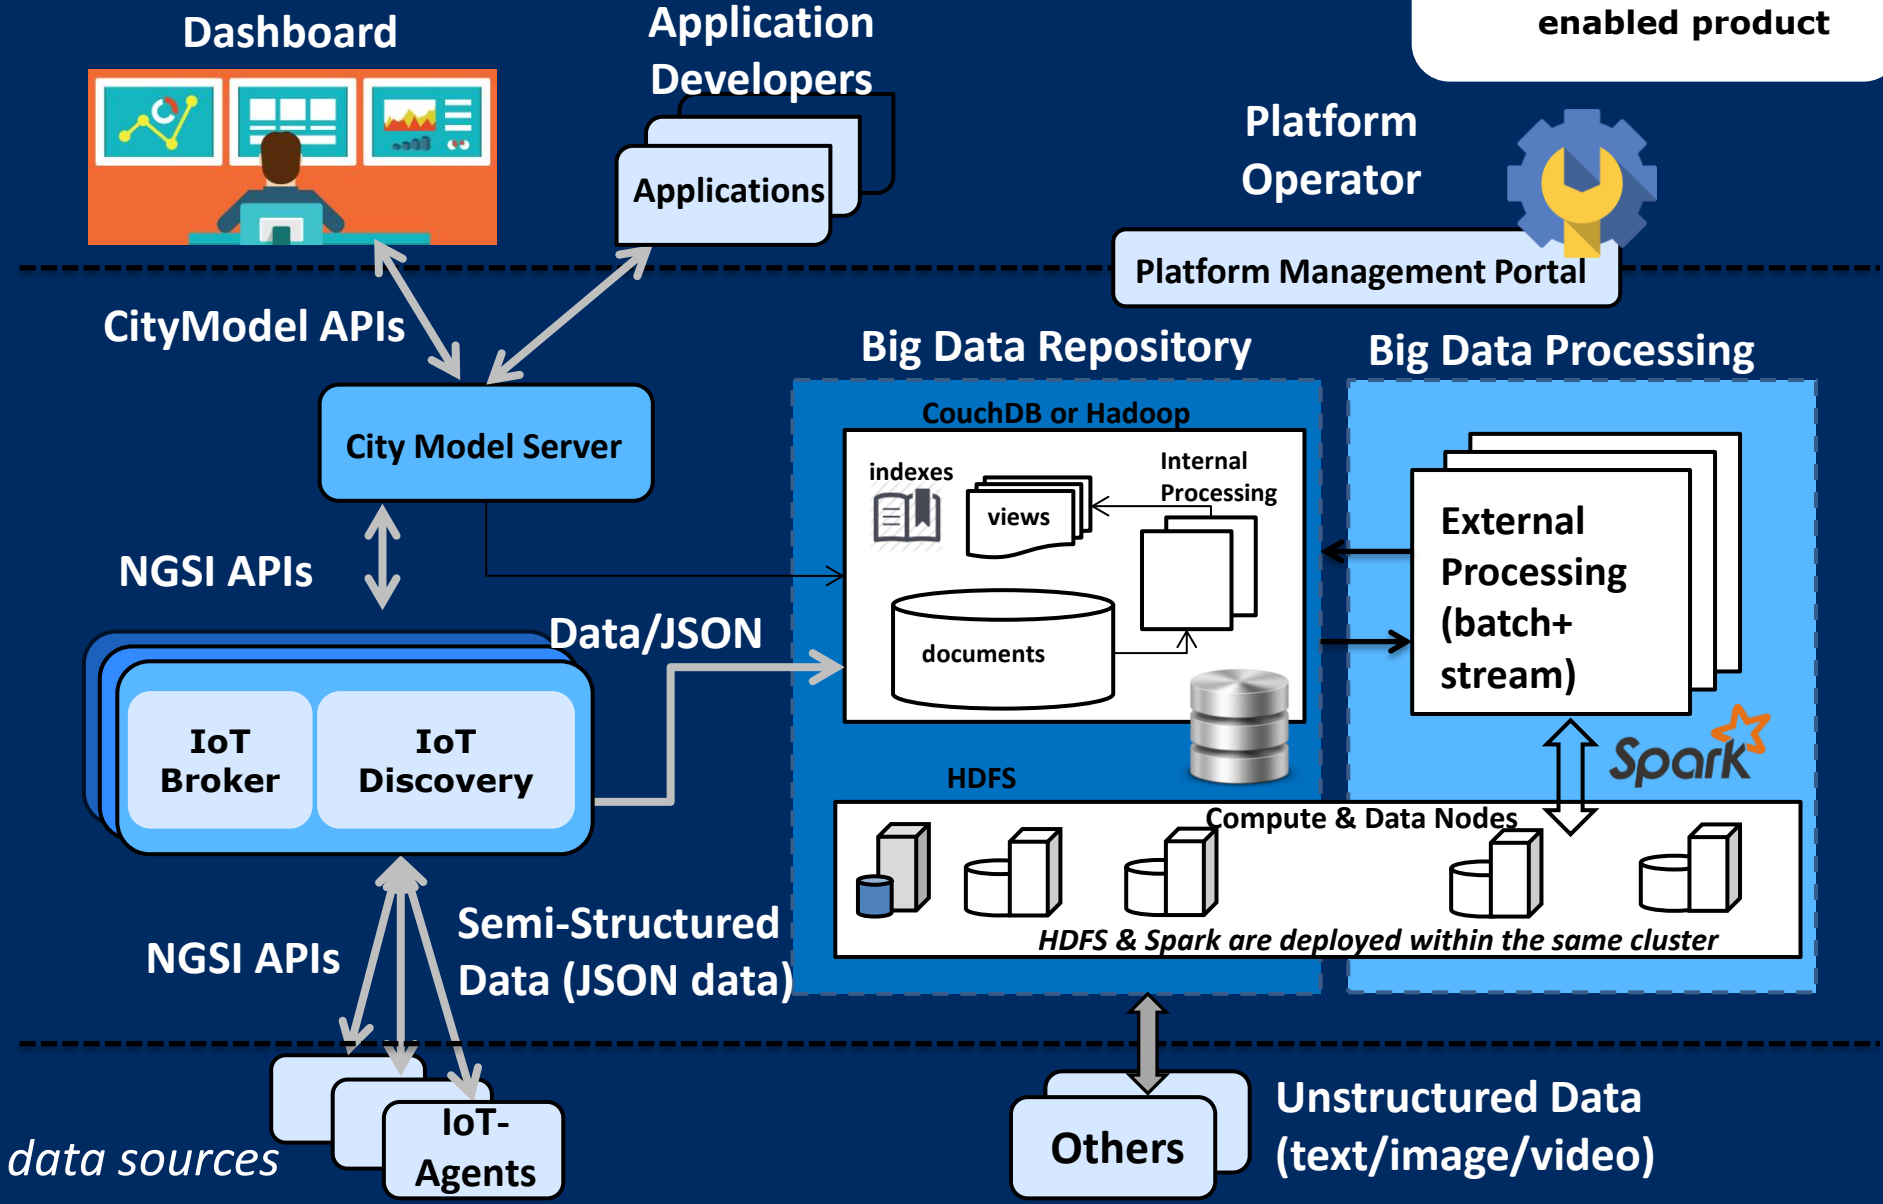 enabled product
Dashboard
Application
Developers
Applications
Platform
Operator
Platform Management Portal
CityModel APIs
City Model Server
NGSI APIs
Data/JSON
IoT
Broker
IoT
Discovery
NGSI APIs
Semi-Structured
Data (JSON data)
Big Data Repository
CouchDB or Hadoop
indexes
views
Internal
Processing
documents
HDFS
Big Data Processing
External
Processing
(batch+
stream)
Spark
Compute & Data Nodes
HDFS & Spark are deployed within the same cluster
data sources
IoT-
Agents
Others
Unstructured Data
(text/image/video)